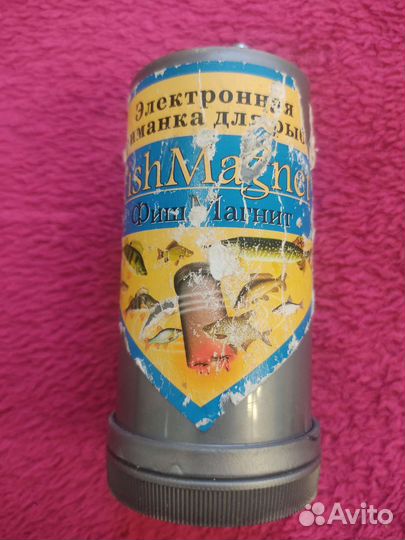 Электронная
иманка для рыб
ishMagne
Фиш Магнит
Avito